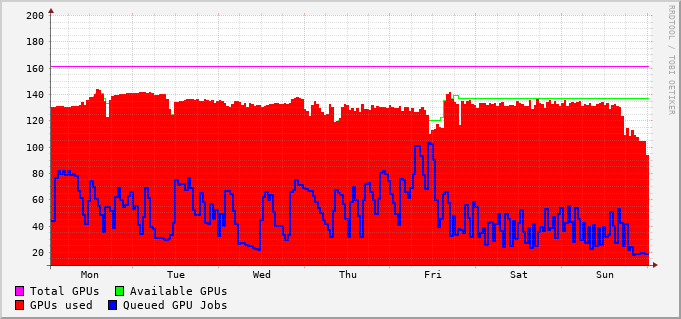 200
180
160
140
120
100
80
60
40
20
Mon Tue Wed Thu Fri Sat Sun
Total GPUs Available GPUs
GPUs used Queued GPU Jobs
RRDTOOL / TOBI OETIKER